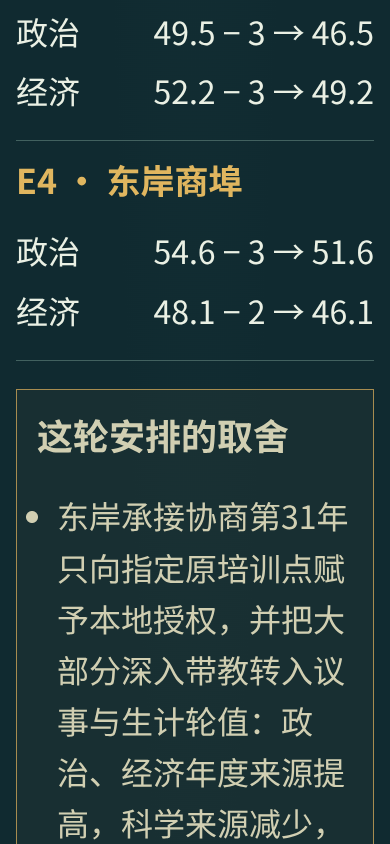 政治 49.5 − 3 → 46.5
经济 52.2 − 3 → 49.2
E4 · 东岸商埠
政治 54.6 − 3 → 51.6
经济 48.1 − 2 → 46.1
这轮安排的取舍
• 东岸承接协商第31年
只向指定原培训点赋
予本地授权，并把大
部分深入带教转入议
事与生计轮值：政
治、经济年度来源提
高，科学来源减少，